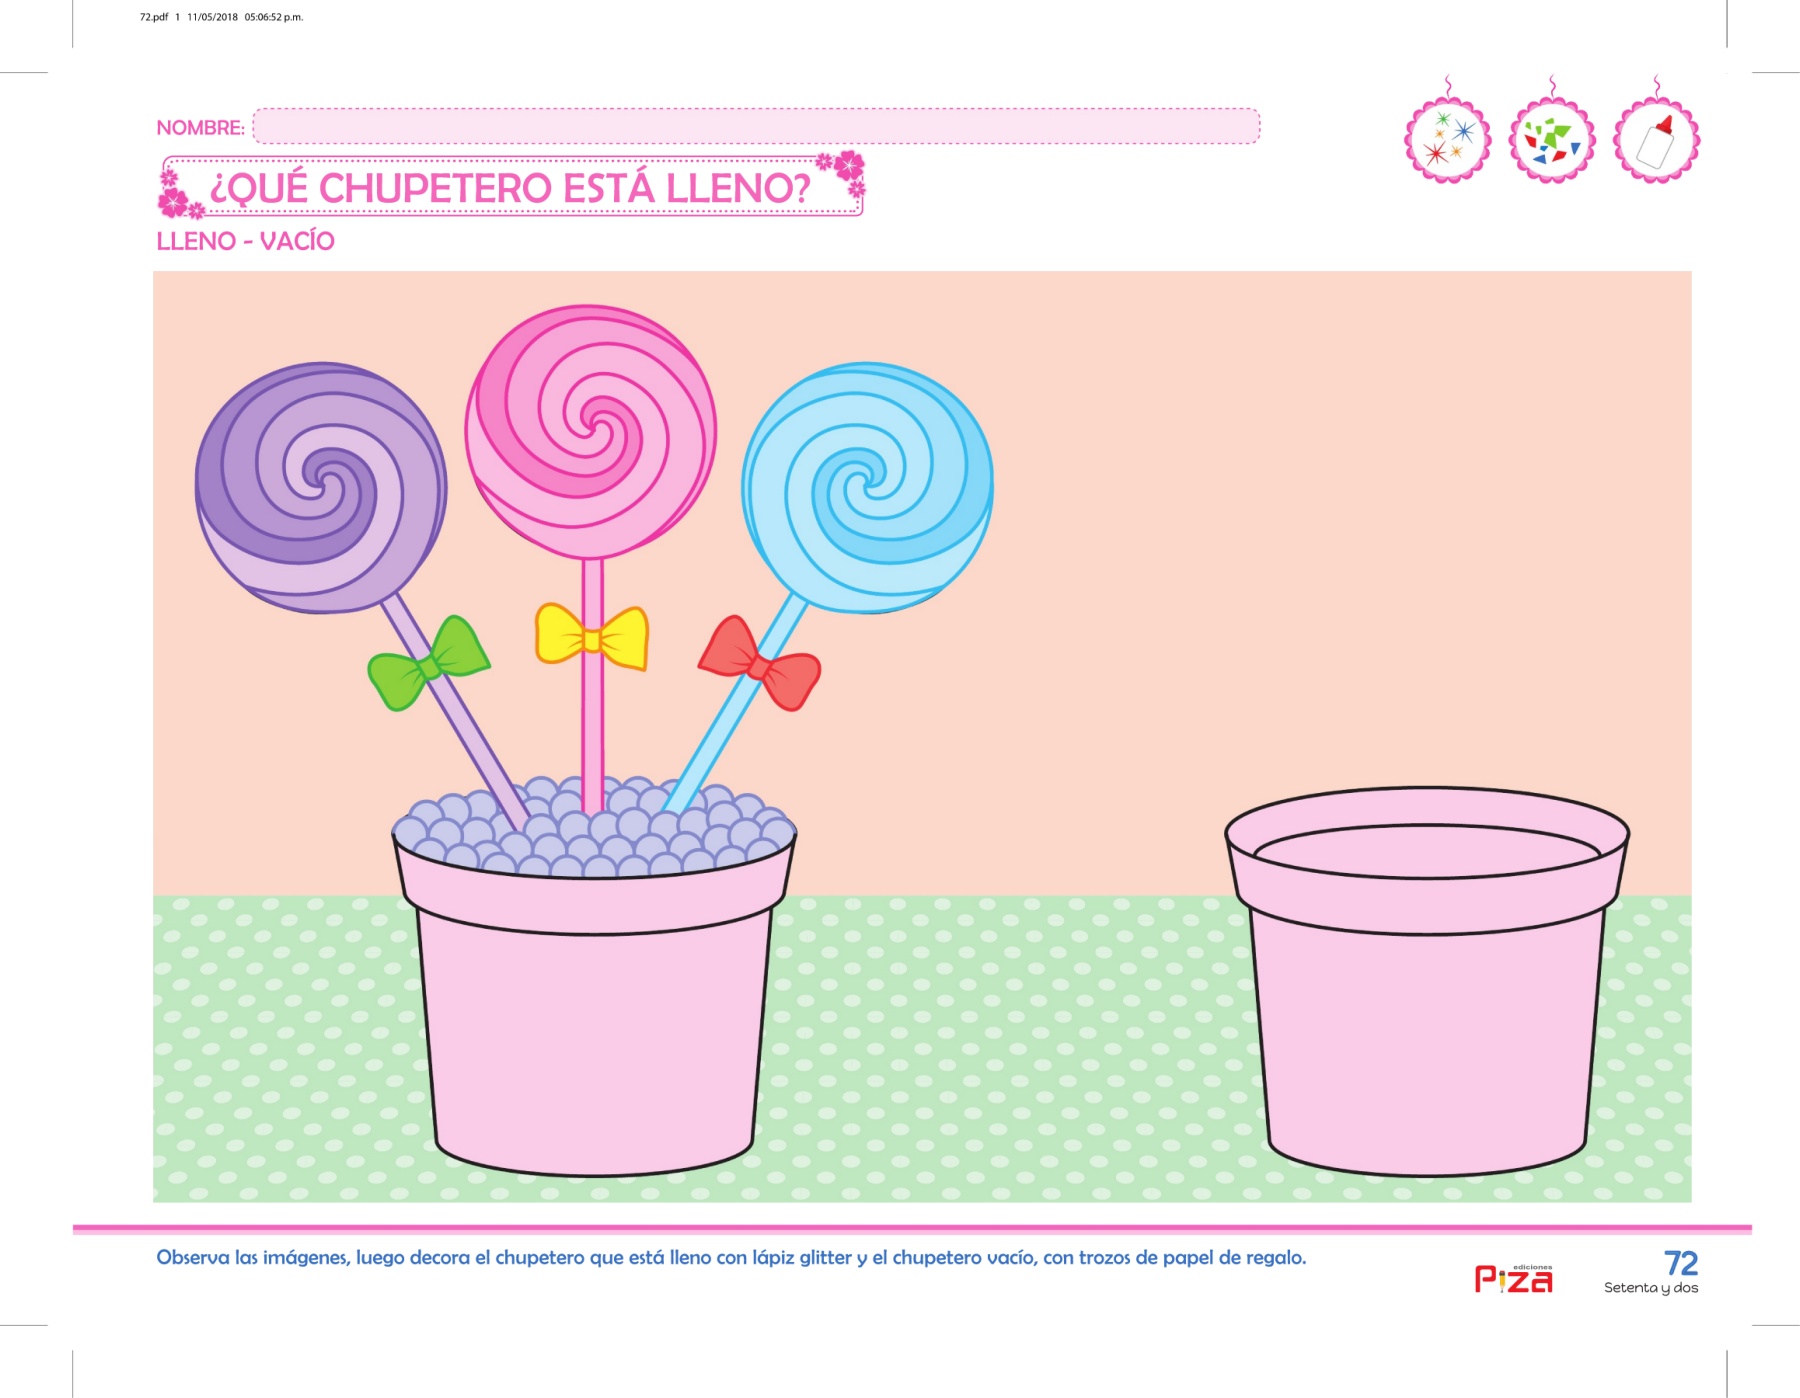 72.pdf 1 11/05/2018 05:06:52 p.m.
NOMBRE:
¿QUÉ CHUPETERO ESTÁ LLENO?
LLENO - VACÍO
Observa las imágenes, luego decora el chupetero que está lleno con lápiz glitter y el chupetero vacío, con trozos de papel de regalo.
ediciones
Piza
72
Setenta y dos